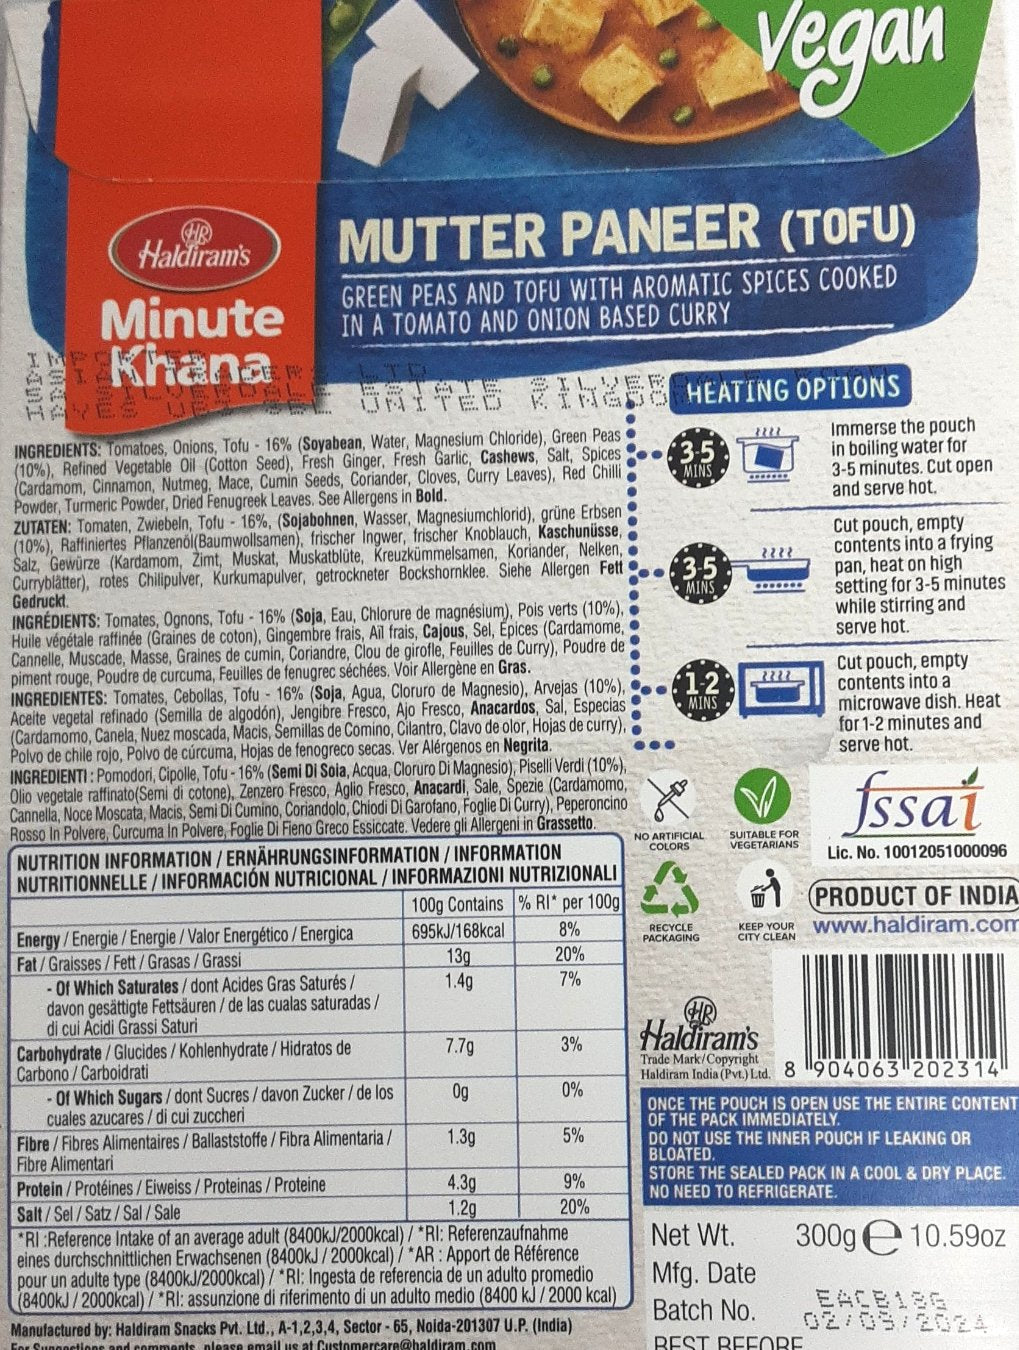 Vegan
HR
Haldiram's
Minute
Khana
MUTTER PANEER (TOFU)
GREEN PEAS AND TOFU WITH AROMATIC SPICES COOKED
IN A TOMATO AND ONION BASED CURRY
LTD
ESTATE SILVER
UNITED KINGDO
INGREDIENTS: Tomatoes, Onions, Tofu - 16% (Soyabean, Water, Magnesium Chloride), Green Peas
(10%), Refined Vegetable Oil (Cotton Seed), Fresh Ginger, Fresh Garlic, Cashews, Salt, Spices
(Cardamom, Cinnamon, Nutmeg, Mace, Cumin Seeds, Coriander, Cloves, Curry Leaves), Red Chilli
Powder, Turmeric Powder, Dried Fenugreek Leaves. See Allergens in Bold.
ZUTATEN: Tomaten, Zwiebeln, Tofu - 16%, (Sojabohnen, Wasser, Magnesiumchlorid), grüne Erbsen
(10%), Raffiniertes Pflanzenöl(Baumwollsamen), frischer Ingwer, frischer Knoblauch, Kaschunüsse,
Salz, Gewürze (Kardamom, Zimt, Muskat, Muskatblüte, Kreuzkümmelsamen, Koriander, Nelken,
Curryblätter), rotes Chilipulver, Kurkumapulver, getrockneter Bockshornklee. Siehe Allergen Fett
Gedruckt.
INGRÉDIENTS: Tomates, Ognons, Tofu - 16% (Soja, Eau, Chlorure de magnésium), Pois verts (10%),
Huile végétale raffinée (Graines de coton), Gingembre frais, Aïl frais, Cajous, Sel, Épices (Cardamome,
Cannelle, Muscade, Masse, Graines de cumin, Coriandre, Clou de girofle, Feuilles de Curry), Poudre de
piment rouge, Poudre de curcuma, Feuilles de fenugrec séchées. Voir Allergène en Gras.
INGREDIENTES: Tomates, Cebollas, Tofu - 16% (Soja, Agua, Cloruro de Magnesio), Arvejas (10%),
Aceite vegetal refinado (Semilla de algodón), Jengibre Fresco, Ajo Fresco, Anacardos, Sal, Especias
(Cardamomo, Canela, Nuez moscada, Macis, Semillas de Comino, Cilantro, Clavo de olor, Hojas de curry),
Polvo de chile rojo, Polvo de cúrcuma, Hojas de fenogreco secas. Ver Alérgenos en Negrita.
INGREDIENTI : Pomodori, Cipolle, Tofu - 16% (Semi Di Soia, Acqua, Cloruro Di Magnesio), Piselli Verdi (10%),
Olio vegetale raffinato(Semi di cotone), Zenzero Fresco, Aglio Fresco, Anacardi, Sale, Spezie (Cardamomo,
Cannella, Noce Moscata, Macis, Semi Di Cumino, Coriandolo, Chiodi Di Garofano, Foglie Di Curry), Peperoncino
Rosso In Polvere, Curcuma In Polvere, Foglie Di Fieno Greco Essiccate. Vedere gli Allergeni in Grassetto.
HEATING OPTIONS
3-5
MINS
Immerse the pouch
in boiling water for
3-5 minutes. Cut open
and serve hot.
3-5
MINS
Cut pouch, empty
contents into a frying
pan, heat on high
setting for 3-5 minutes
while stirring and
serve hot.
1-2
MINS
Cut pouch, empty
contents into a
microwave dish. Heat
for 1-2 minutes and
serve hot.
NO ARTIFICIAL
COLORS
SUITABLE FOR
VEGETARIANS
fssai
Lic. No. 10012051000096
RECYCLE
PACKAGING
KEEP YOUR
CITY CLEAN
PRODUCT OF INDIA
www.haldiram.com
NUTRITION INFORMATION / ERNÄHRUNGSINFORMATION / INFORMATION
NUTRITIONNELLE / INFORMACIÓN NUTRICIONAL / INFORMAZIONI NUTRIZIONALI
100g Contains % RI* per 100g
Energy / Energie / Energie / Valor Energético / Energica 695kJ/168kcal 8%
Fat / Graisses / Fett / Grasas / Grassi 13g 20%
- Of Which Saturates / dont Acides Gras Saturés / 1.4g 7%
davon gesättigte Fettsäuren / de las cualas saturadas /
di cui Acidi Grassi Saturi
Carbohydrate / Glucides / Kohlenhydrate / Hidratos de 7.7g 3%
Carbono / Carboidrati
- Of Which Sugars / dont Sucres / davon Zucker / de los 0g 0%
cuales azucares / di cui zuccheri
Fibre / Fibres Alimentaires / Ballaststoffe / Fibra Alimentaria / 1.3g 5%
Fibre Alimentari
Protein / Protéines / Eiweiss / Proteinas / Proteine 4.3g 9%
Salt / Sel / Satz / Sal / Sale 1.2g 20%
*RI :Reference Intake of an average adult (8400kJ/2000kcal) / *RI: Referenzaufnahme
eines durchschnittlichen Erwachsenen (8400kJ / 2000kcal) / *AR : Apport de Référence
pour un adulte type (8400kJ/2000kcal) / *RI: Ingesta de referencia de un adulto promedio
(8400kJ / 2000kcal) / *RI: assunzione di riferimento di un adulto medio (8400 kJ / 2000 kcal)
Manufactured by: Haldiram Snacks Pvt. Ltd., A-1,2,3,4, Sector - 65, Noida-201307 U.P. (India)
For Suggestions and comments, please email us at Customercare@haldiram.com
HR
Haldiram's
Trade Mark/Copyright
Haldiram India (Pvt.) Ltd.
8 904063 202314
ONCE THE POUCH IS OPEN USE THE ENTIRE CONTENT
OF THE PACK IMMEDIATELY.
DO NOT USE THE INNER POUCH IF LEAKING OR
BLOATED.
STORE THE SEALED PACK IN A COOL & DRY PLACE.
NO NEED TO REFRIGERATE.
Net Wt. 300g e 10.59oz
Mfg. Date
Batch No.
02/09/2024
BEST BEFORE